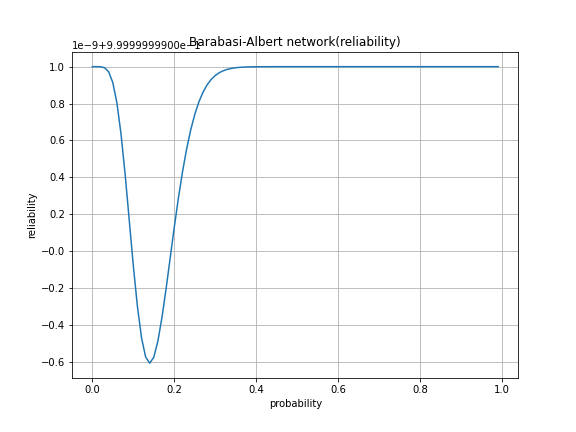 Barabasi-Albert network(reliability)
1e-9+9.9999999900e-1
1.0
0.8
0.6
0.4
0.2
−0.0
−0.2
−0.4
−0.6
reliability
0.0 0.2 0.4 0.6 0.8 1.0
probability